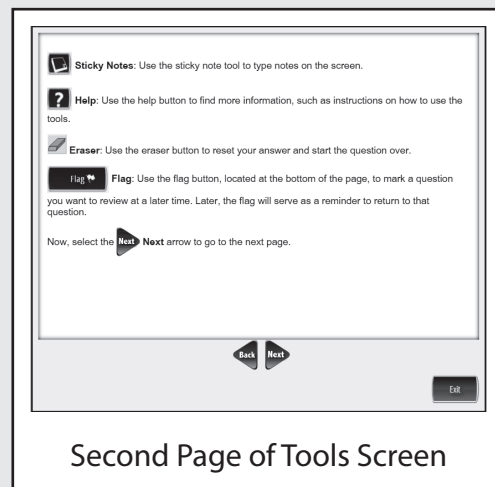 Sticky Notes: Use the sticky note tool to type notes on the screen.
? Help: Use the help button to find more information, such as instructions on how to use the
tools.
Eraser: Use the eraser button to reset your answer and start the question over.
Flag Flag: Use the flag button, located at the bottom of the page, to mark a question
you want to review at a later time. Later, the flag will serve as a reminder to return to that
question.
Now, select the Next Next arrow to go to the next page.
Back Next
Exit
Second Page of Tools Screen